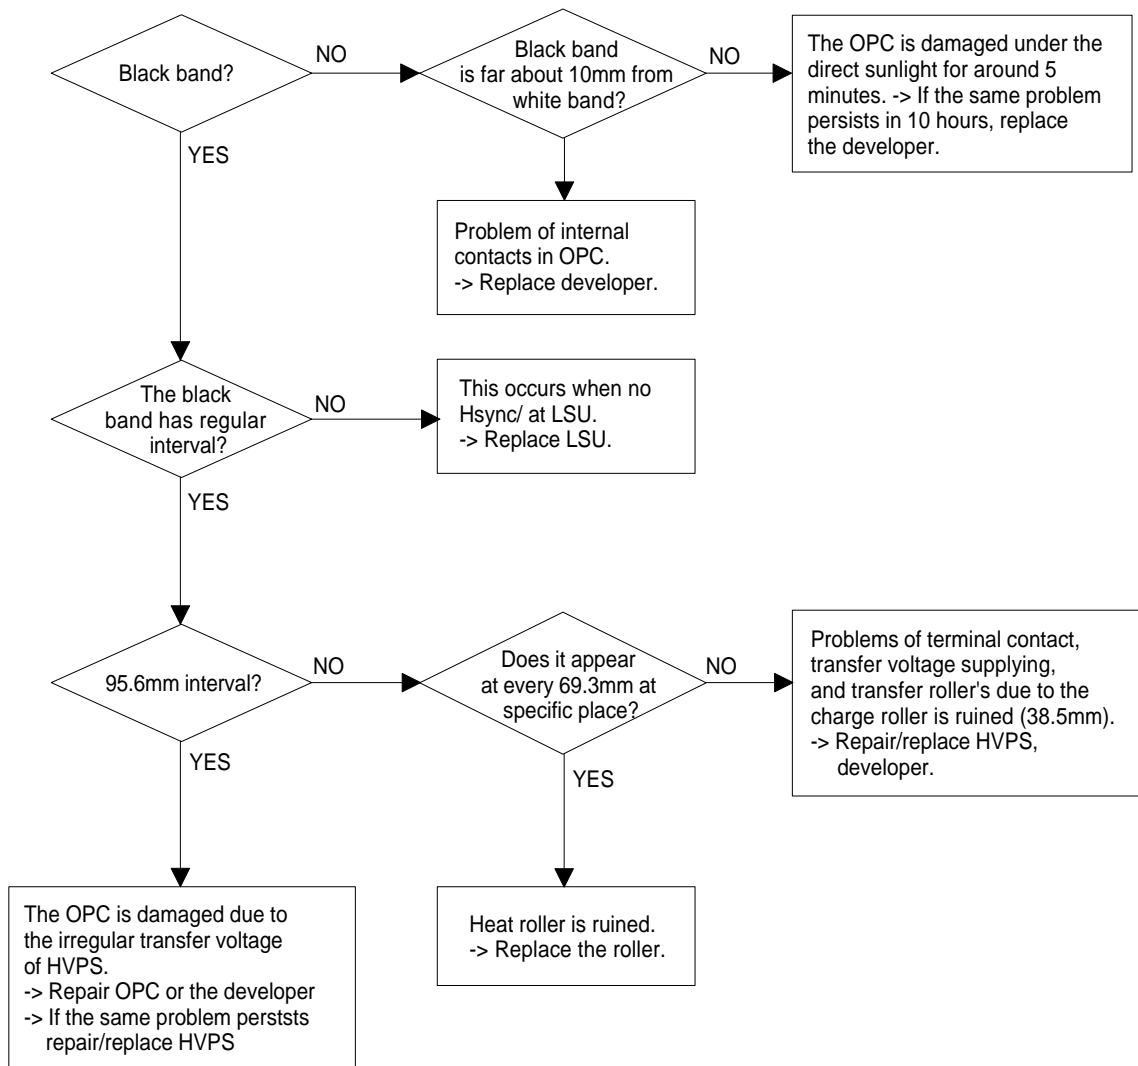 Black band?
NO
Black band
is far about 10mm from
white band?
NO
The OPC is damaged under the
direct sunlight for around 5
minutes. -> If the same problem
persists in 10 hours, replace
the developer.
YES
Problem of internal
contacts in OPC.
-> Replace developer.
The black
band has regular
interval?
NO
This occurs when no
Hsync/ at LSU.
-> Replace LSU.
YES
95.6mm interval?
NO
Does it appear
at every 69.3mm at
specific place?
NO
Problems of terminal contact,
transfer voltage supplying,
and transfer roller's due to the
charge roller is ruined (38.5mm).
-> Repair/replace HVPS,
developer.
YES
YES
The OPC is damaged due to
the irregular transfer voltage
of HVPS.
-> Repair OPC or the developer
-> If the same problem perststs
repair/replace HVPS
Heat roller is ruined.
-> Replace the roller.